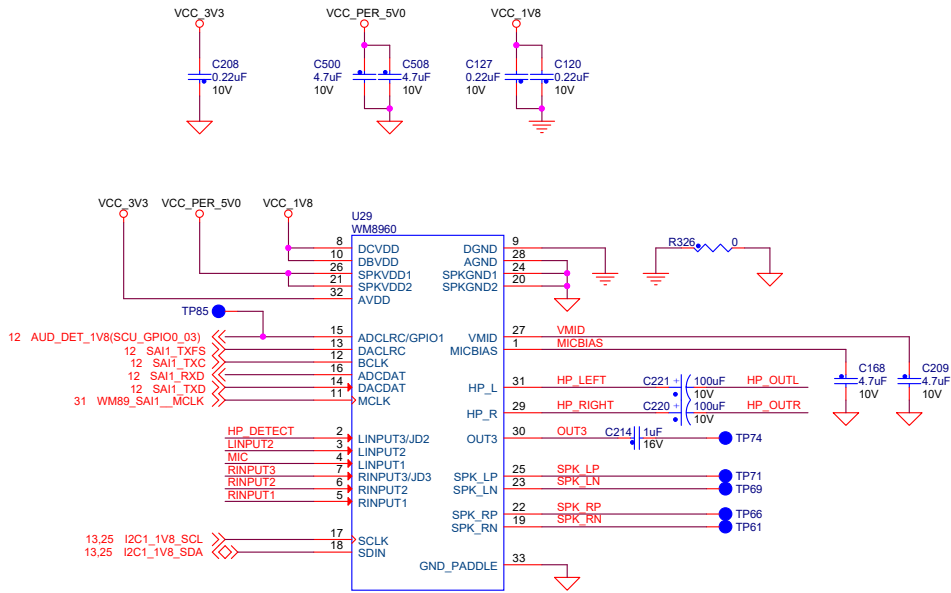 VCC_3V3 VCC_PER_5V0 VCC_1V8
C208 C500 C508 C127 C120
0.22uF 4.7uF 4.7uF 0.22uF 0.22uF
10V 10V 10V 10V 10V
VCC_3V3 VCC_PER_5V0 VCC_1V8
U29
WM8960
8 DCVDD DGND 9
10 DBVDD AGND 28
26 SPKVDD1 SPKGND1 24
21 SPKVDD2 SPKGND2 20
32 AVDD
R326 0
TP85
12 AUD_DET_1V8(SCU_GPIO0_03) 15 ADCLRC/GPIO1 VMID 27 VMID
12 SAI1_TXFS 13 DACLRC MICBIAS 1 MICBIAS
12 SAI1_TXC 12 BCLK
12 SAI1_RXD 16 ADCDAT
12 SAI1_TXD 14 DACDAT HP_L 31 HP_LEFT C221 + 100uF 10V HP_OUTL
31 WM89_SAI1__MCLK 11 MCLK
HP_R 29 HP_RIGHT C220 + 100uF 10V HP_OUTR
C168 4.7uF 10V
C209 4.7uF 10V
HP_DETECT 2 LINPUT3/JD2 OUT3 30 OUT3 C214 1uF 16V TP74
LINPUT2 3 LINPUT2
MIC 4 LINPUT1
RINPUT3 7 RINPUT3/JD3 SPK_LP 25 SPK_LP TP71
RINPUT2 6 RINPUT2 SPK_LN 23 SPK_LN TP69
RINPUT1 5 RINPUT1
SPK_RP 22 SPK_RP TP66
SPK_RN 19 SPK_RN TP61
13,25 I2C1_1V8_SCL 17 SCLK
13,25 I2C1_1V8_SDA 18 SDIN
GND_PADDLE 33